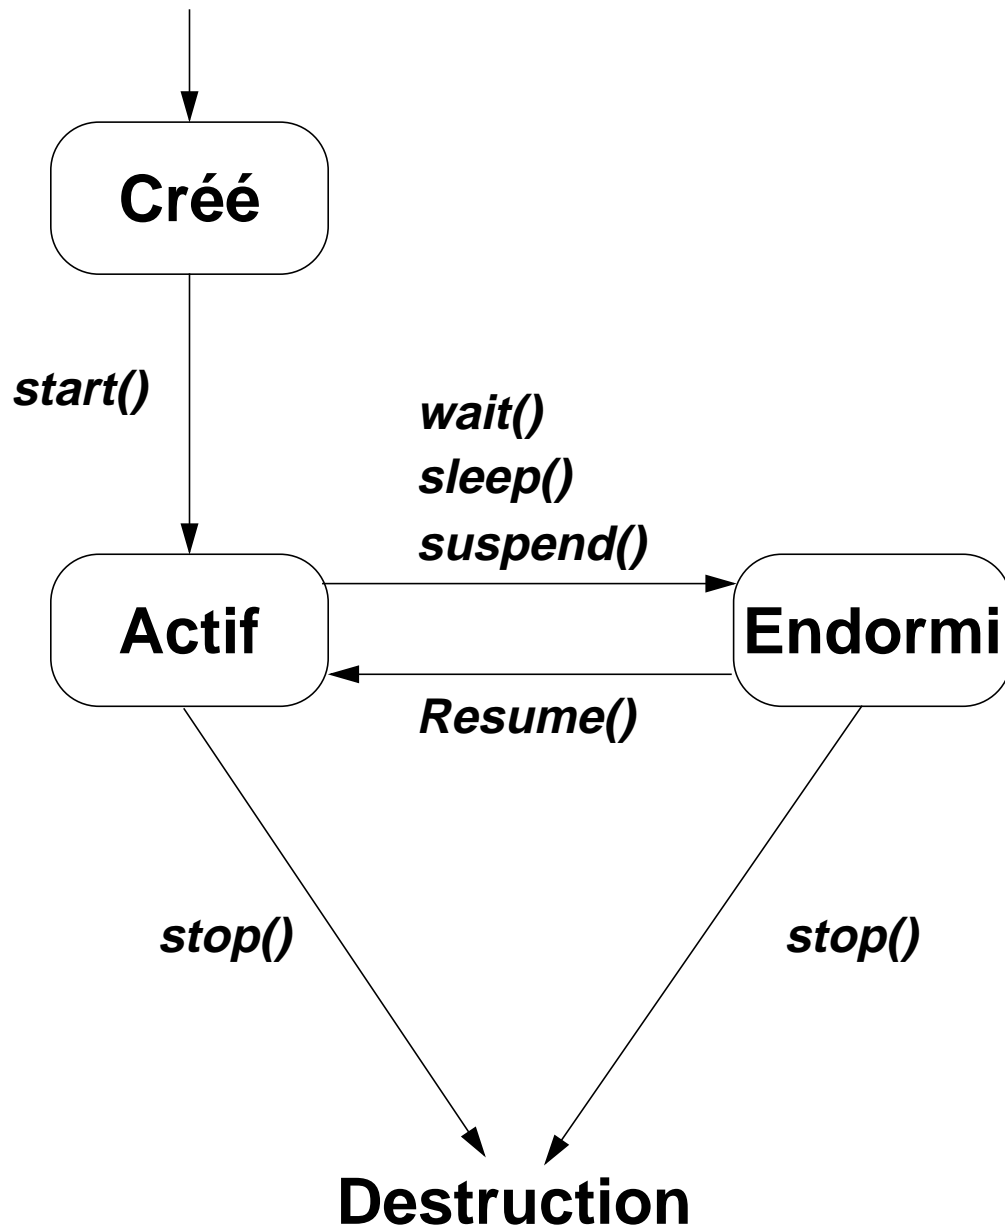 Créé
start()
wait()
sleep()
suspend()
Actif
Endormi
Resume()
stop()
stop()
Destruction